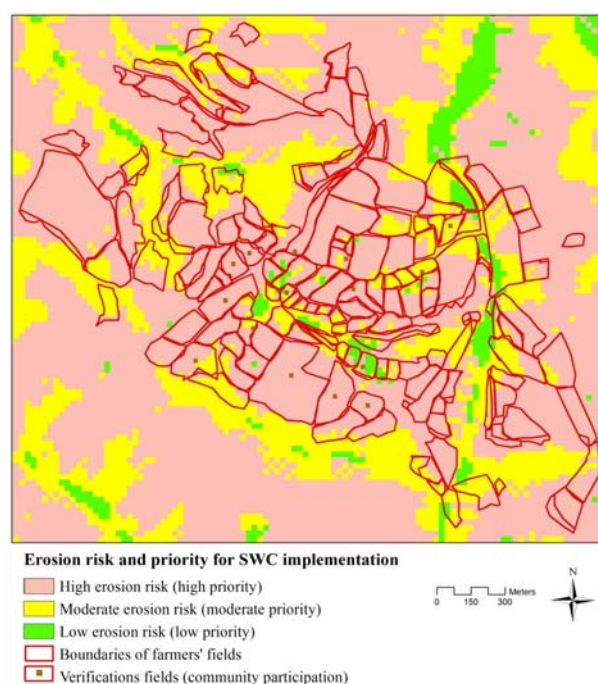 Erosion risk and priority for SWC implementation
High erosion risk (high priority)
Moderate erosion risk (moderate priority)
Low erosion risk (low priority)
Boundaries of farmers' fields
Verifications fields (community participation)
N
Meters
0 150 300